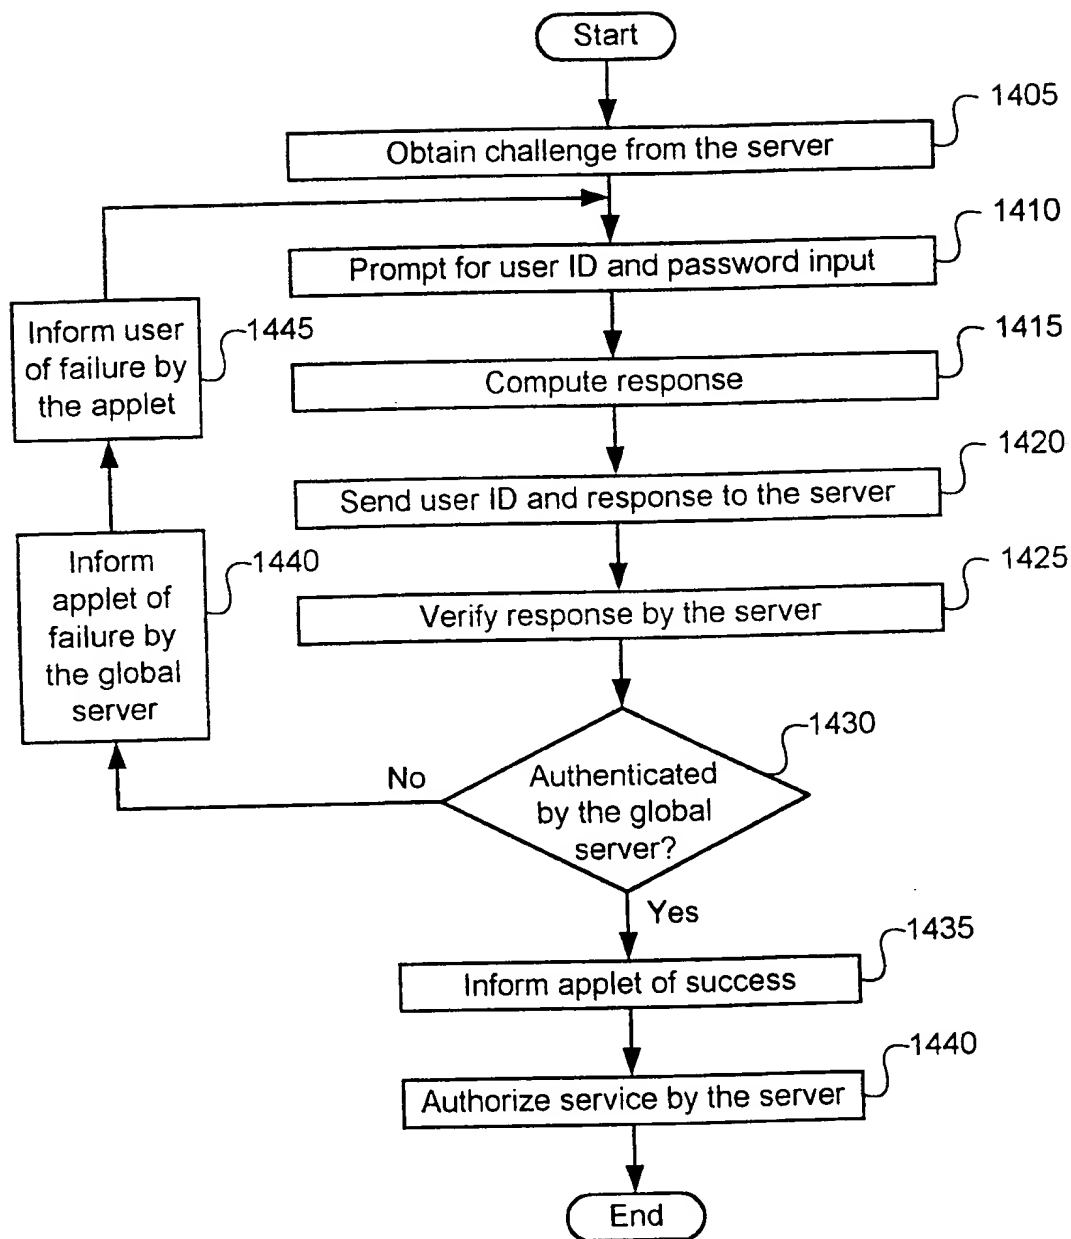 Start
1405
Obtain challenge from the server
1410
Prompt for user ID and password input
1415
Compute response
1420
Send user ID and response to the server
1425
Verify response by the server
1430
Authenticated
by the global
server?
No
1440
Inform
applet of
failure by
the global
server
1445
Inform user
of failure by
the applet
Yes
1435
Inform applet of success
1440
Authorize service by the server
End